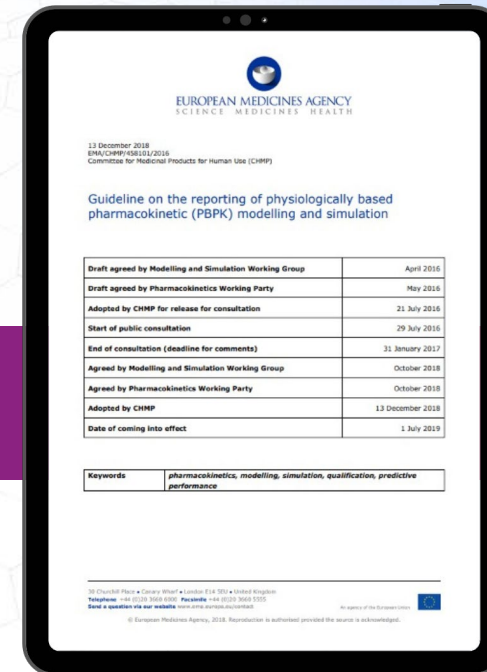 EUROPEAN MEDICINES AGENCY
SCIENCE MEDICINES HEALTH
13 December 2018
EMA/CHMP/458101/2016
Committee for Medicinal Products for Human Use (CHMP)
Guideline on the reporting of physiologically based
pharmacokinetic (PBPK) modelling and simulation
Draft agreed by Modelling and Simulation Working Group April 2016
Draft agreed by Pharmacokinetics Working Party May 2016
Adopted by CHMP for release for consultation 21 July 2016
Start of public consultation 29 July 2016
End of consultation (deadline for comments) 31 January 2017
Agreed by Modelling and Simulation Working Group October 2018
Agreed by Pharmacokinetics Working Party October 2018
Adopted by CHMP 13 December 2018
Date of coming into effect 1 July 2019
Keywords pharmacokinetics, modelling, simulation, qualification, predictive
performance
30 Churchill Place • Canary Wharf • London E14 5EU • United Kingdom
Telephone +44 (0)20 3660 6000 Facsimile +44 (0)20 3660 5555
Send a question via our website www.ema.europa.eu/contact
An agency of the European Union
© European Medicines Agency, 2018. Reproduction is authorised provided the source is acknowledged.